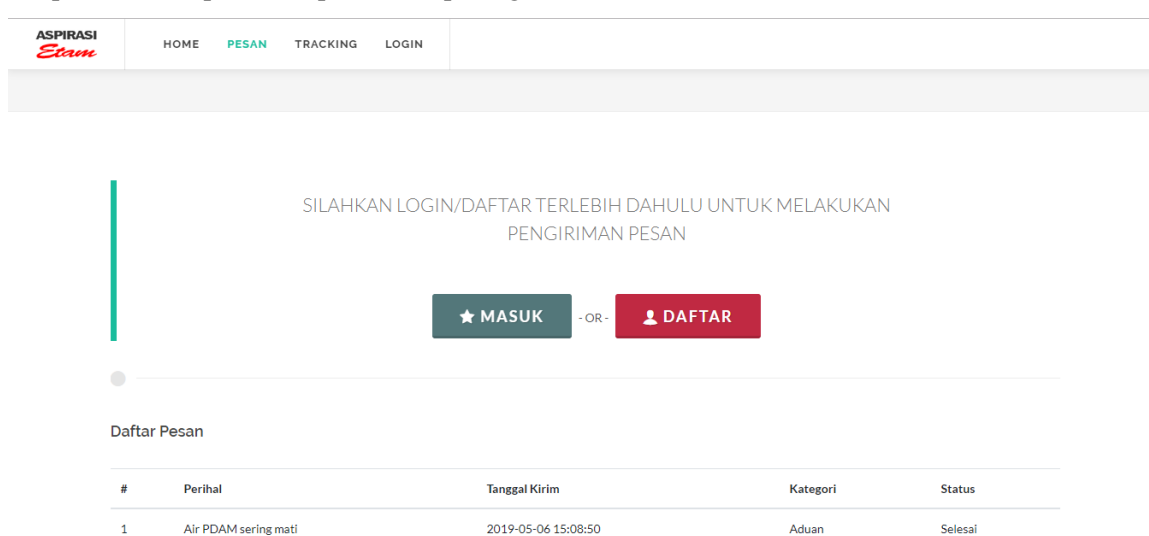 ASPIRASI
Etam
HOME PESAN TRACKING LOGIN
SILAHKAN LOGIN/DAFTAR TERLEBIH DAHULU UNTUK MELAKUKAN
PENGIRIMAN PESAN
MASUK - OR - DAFTAR
Daftar Pesan
# Perihal Tanggal Kirim Kategori Status
1 Air PDAM sering mati 2019-05-06 15:08:50 Aduan Selesai